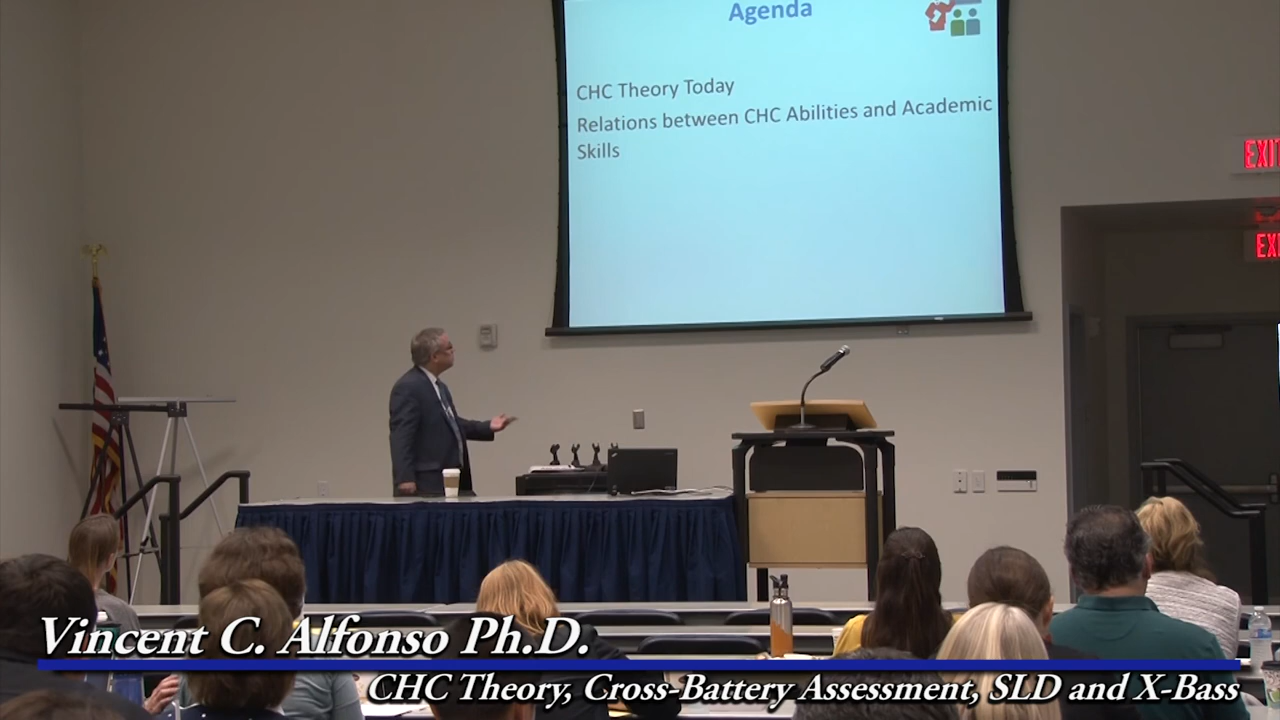 Agenda
CHC Theory Today
Relations between CHC Abilities and Academic
Skills
EXIT
EXIT
Vincent C. Alfonso Ph.D.
CHC Theory, Cross-Battery Assessment, SLD and X-Bass